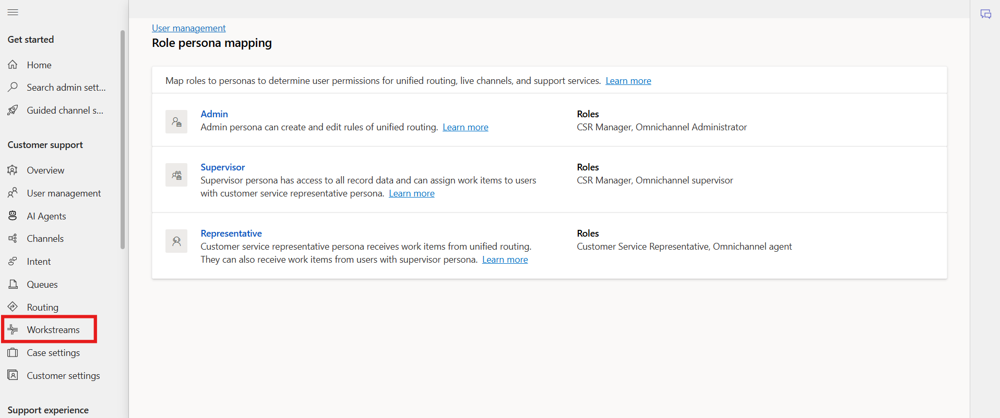 Get started
Home
Search admin sett...
Guided channel s...
Customer support
Overview
User management
AI Agents
Channels
Intent
Queues
Routing
Workstreams
Case settings
Customer settings
Support experience
User management
Role persona mapping
Map roles to personas to determine user permissions for unified routing, live channels, and support services. Learn more
Admin
Admin persona can create and edit rules of unified routing. Learn more
Roles
CSR Manager, Omnichannel Administrator
Supervisor
Supervisor persona has access to all record data and can assign work items to users
with customer service representative persona. Learn more
Roles
CSR Manager, Omnichannel supervisor
Representative
Customer service representative persona receives work items from unified routing.
They can also receive work items from users with supervisor persona. Learn more
Roles
Customer Service Representative, Omnichannel agent